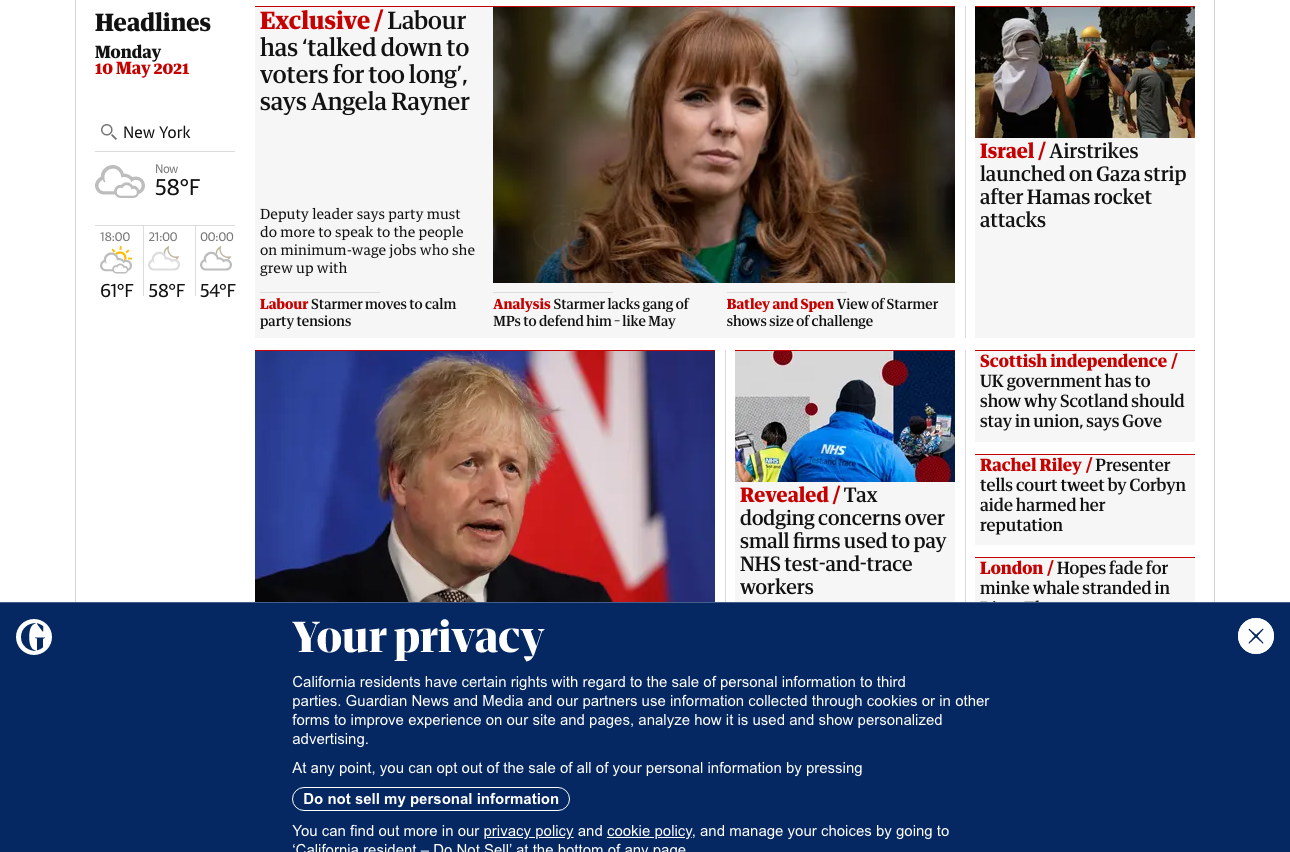 Headlines
Monday
10 May 2021
New York
Now
58°F
18:00
21:00
00:00
61°F
58°F
54°F
Exclusive / Labour
has ‘talked down to
voters for too long’,
says Angela Rayner
Deputy leader says party must
do more to speak to the people
on minimum-wage jobs who she
grew up with
Labour Starmer moves to calm
party tensions
Analysis Starmer lacks gang of
MPs to defend him – like May
Batley and Spen View of Starmer
shows size of challenge
Israel / Airstrikes
launched on Gaza strip
after Hamas rocket
attacks
NHS
Test and Trace
NHS
Revealed / Tax
dodging concerns over
small firms used to pay
NHS test-and-trace
workers
Scottish independence /
UK government has to
show why Scotland should
stay in union, says Gove
Rachel Riley / Presenter
tells court tweet by Corbyn
aide harmed her
reputation
London / Hopes fade for
minke whale stranded in
Your privacy
California residents have certain rights with regard to the sale of personal information to third
parties. Guardian News and Media and our partners use information collected through cookies or in other
forms to improve experience on our site and pages, analyze how it is used and show personalized
advertising.
At any point, you can opt out of the sale of all of your personal information by pressing
Do not sell my personal information
You can find out more in our privacy policy and cookie policy, and manage your choices by going to
‘California resident – Do Not Sell’ at the bottom of any page.